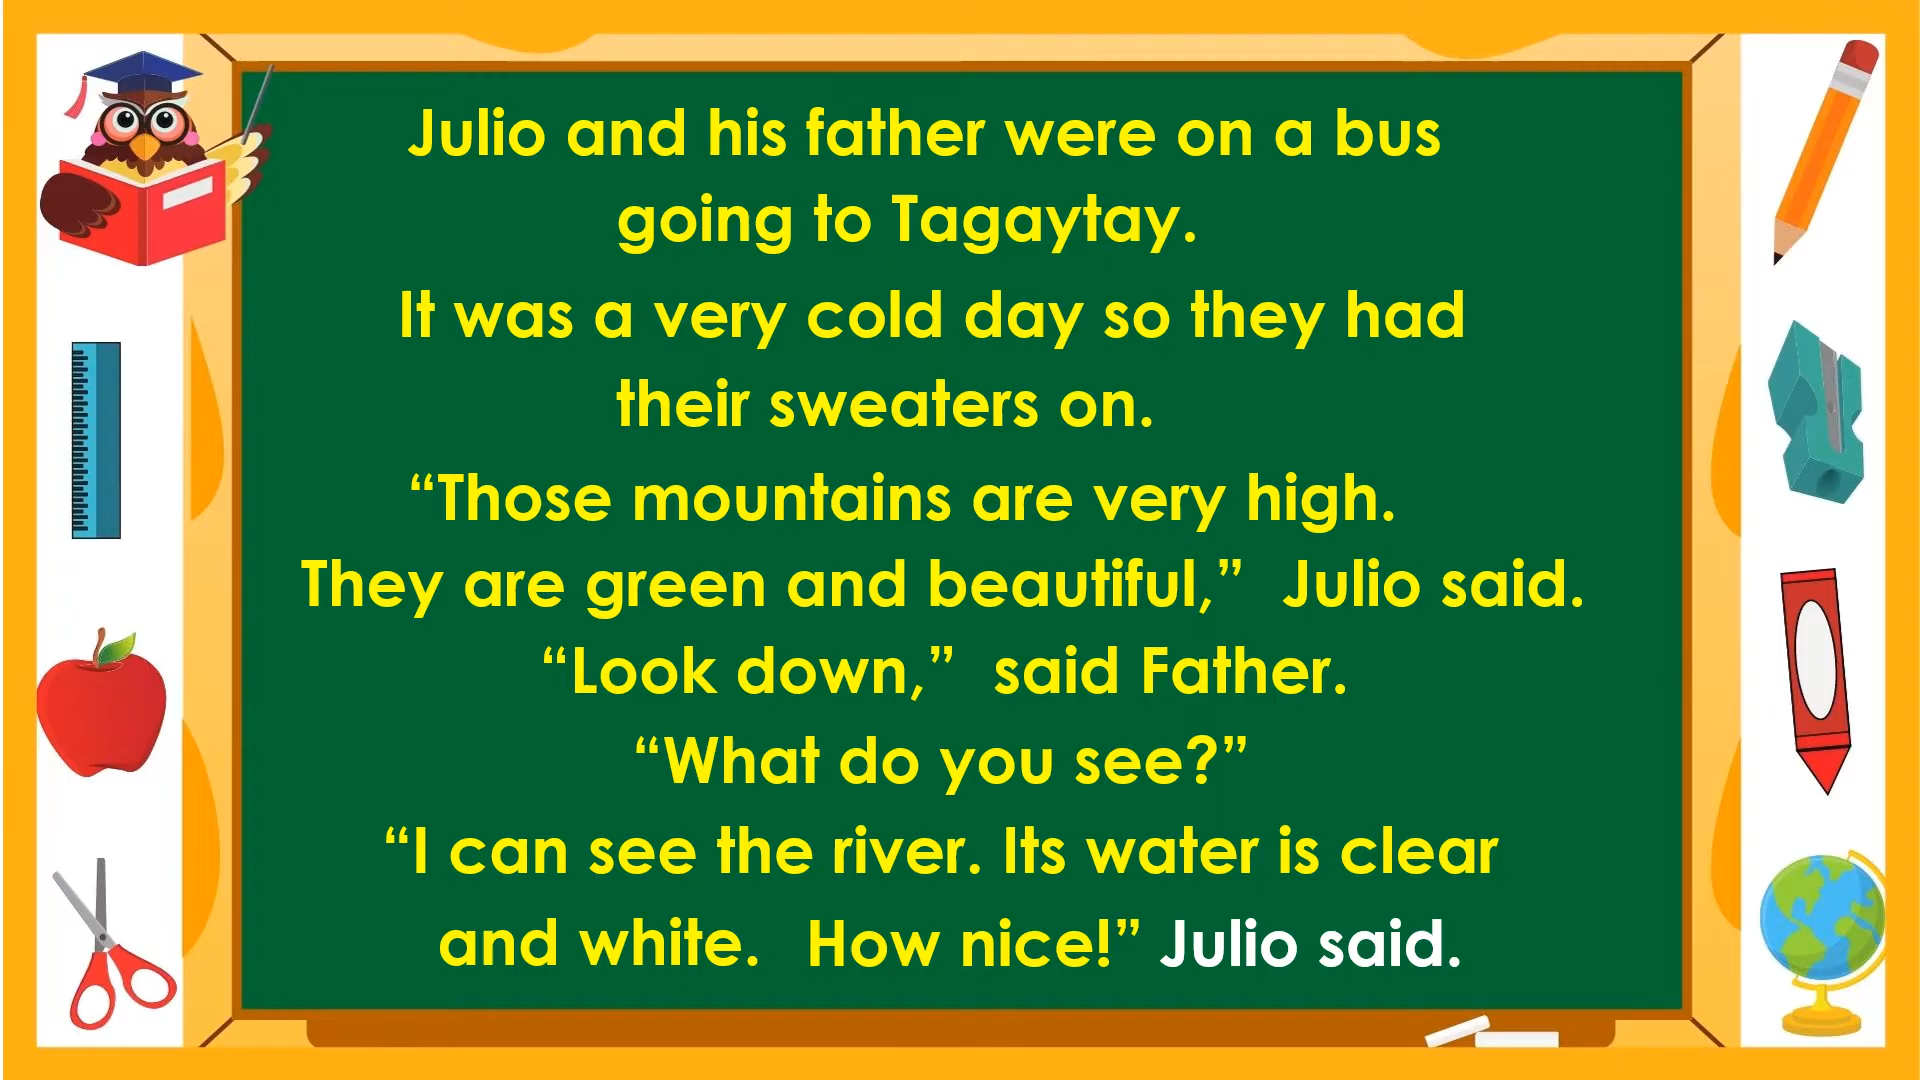 Julio and his father were on a bus
going to Tagaytay.
It was a very cold day so they had
their sweaters on.
“Those mountains are very high.
They are green and beautiful,” Julio said.
“Look down,” said Father.
“What do you see?”
“I can see the river. Its water is clear
and white. How nice!” Julio said.